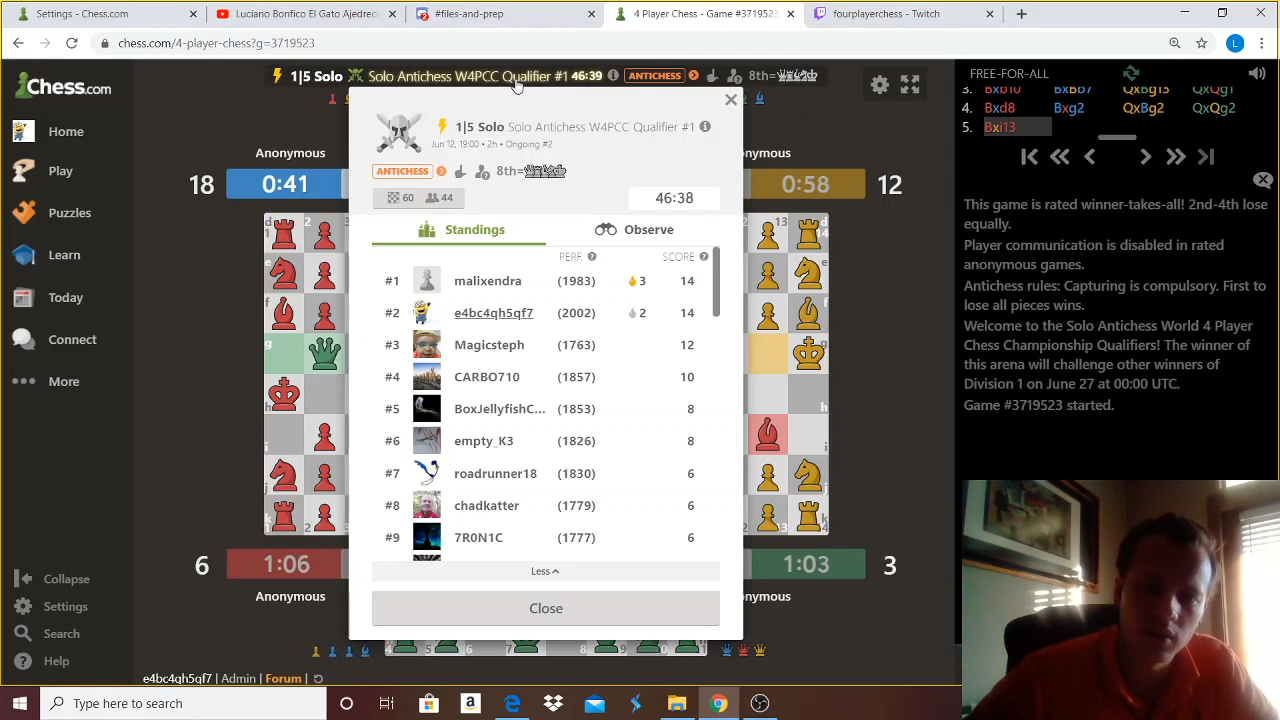 Settings - Chess.com
Luciano Bonfico El Gato Ajedrec
#files-and-prep
4 Player Chess - Game #3719523
fourplayerchess - Twitch
chess.com/4-player-chess?g=3719523
L
Chess.com
Home
Play
Puzzles
Learn
Today
Connect
More
Collapse
Settings
Search
Help
1|5 Solo Solo Antichess W4PCC Qualifier #1 46:39 ANTICHESS 8th=
Anonymous
18 0:41
0:58 12
1|5 Solo Solo Antichess W4PCC Qualifier #1
Jun 12, 19:00 • 2h • Ongoing #2
ANTICHESS 8th=
60 44
46:38
Standings
Observe
PERF. ? SCORE ?
#1 malixendra (1983) 3 14
#2 e4bc4qh5qf7 (2002) 2 14
#3 Magicsteph (1763) 12
#4 CARBO710 (1857) 10
#5 BoxJellyfishC... (1853) 8
#6 empty_K3 (1826) 8
#7 roadrunner18 (1830) 6
#8 chadkatter (1779) 6
#9 7R0N1C (1777) 6
Less
Close
6 1:06
1:03 3
Anonymous
e4bc4qh5qf7 | Admin | Forum
FREE-FOR-ALL
3. Bxb10 BxBb7 QxBg13 QxQg1
4. Bxd8 Bxg2 QxBg2 QxQg2
5. Bxi13
This game is rated winner-takes-all! 2nd-4th lose
equally.
Player communication is disabled in rated
anonymous games.
Antichess rules: Capturing is compulsory. First to
lose all pieces wins.
Welcome to the Solo Antichess World 4 Player
Chess Championship Qualifiers! The winner of
this arena will challenge other winners of
Division 1 on June 27 at 00:00 UTC.
Game #3719523 started.
Type here to search